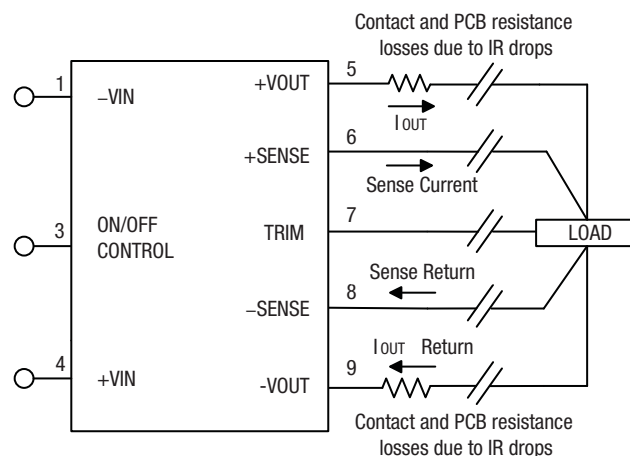 Contact and PCB resistance
losses due to IR drops
1
–VIN
+VOUT
5
IOUT
6
+SENSE
Sense Current
3
ON/OFF
CONTROL
TRIM
7
LOAD
Sense Return
–SENSE
8
4
+VIN
-VOUT
9
IOUT Return
Contact and PCB resistance
losses due to IR drops